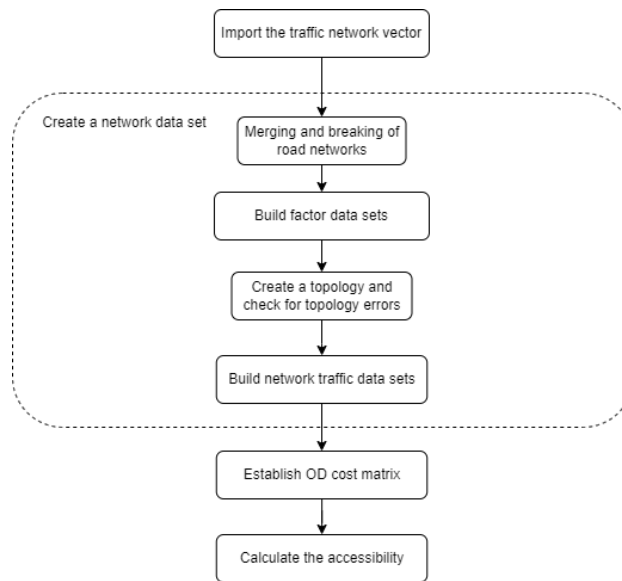 Import the traffic network vector
Create a network data set
Merging and breaking of
road networks
Build factor data sets
Create a topology and
check for topology errors
Build network traffic data sets
Establish OD cost matrix
Calculate the accessibility